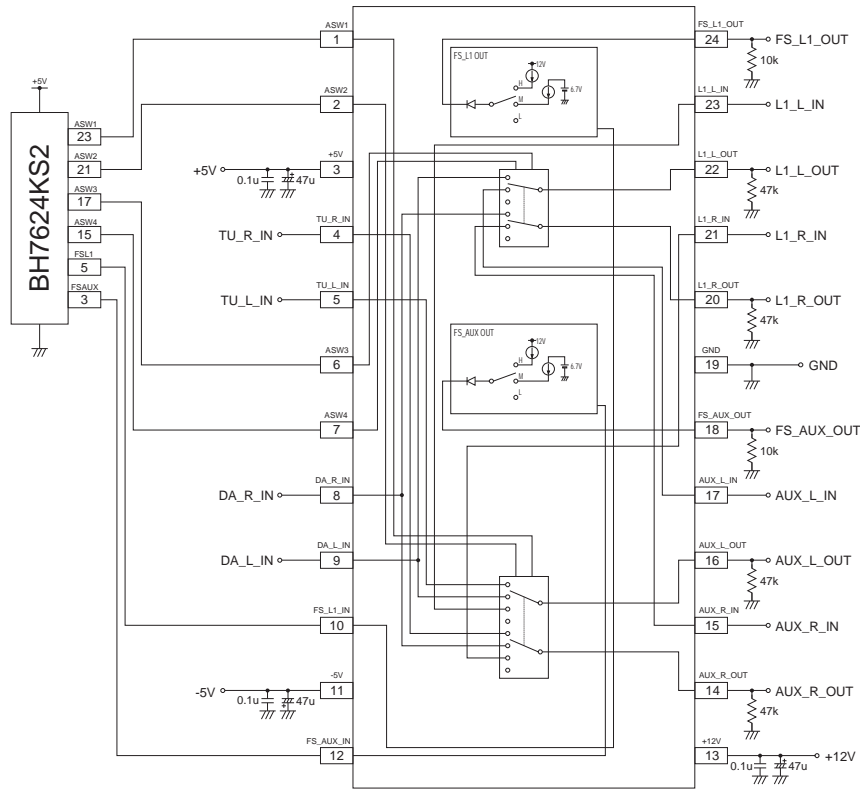 BH7624KS2
+5V
ASW1
23
ASW2
21
ASW3
17
ASW4
15
FSL1
5
FSAUX
3
ASW1
1
ASW2
2
+5V
+5V
3
0.1u
47u
TU_R_IN
TU_R_IN
4
TU_L_IN
TU_L_IN
5
ASW3
6
ASW4
7
DA_R_IN
DA_R_IN
8
DA_L_IN
DA_L_IN
9
FS_L1_IN
10
-5V
-5V
11
0.1u
47u
FS_AUX_IN
12
FS_L1 OUT
12V
H
M
L
6.7V
FS_AUX OUT
12V
H
M
L
6.7V
FS_L1_OUT
24
FS_L1_OUT
10k
L1_L_IN
23
L1_L_IN
L1_L_OUT
22
L1_L_OUT
47k
L1_R_IN
21
L1_R_IN
L1_R_OUT
20
L1_R_OUT
47k
GND
19
GND
FS_AUX_OUT
18
FS_AUX_OUT
10k
AUX_L_IN
17
AUX_L_IN
AUX_L_OUT
16
AUX_L_OUT
47k
AUX_R_IN
15
AUX_R_IN
AUX_R_OUT
14
AUX_R_OUT
47k
+12V
13
+12V
0.1u
47u